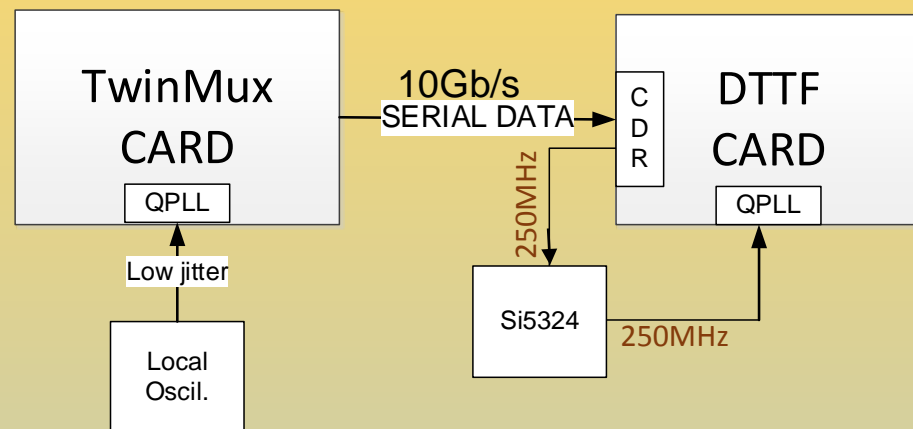 TwinMux
CARD
QPLL
Low jitter
Local
Oscil.
10Gb/s
SERIAL DATA
C
D
R
DTTF
CARD
QPLL
250MHz
Si5324
250MHz